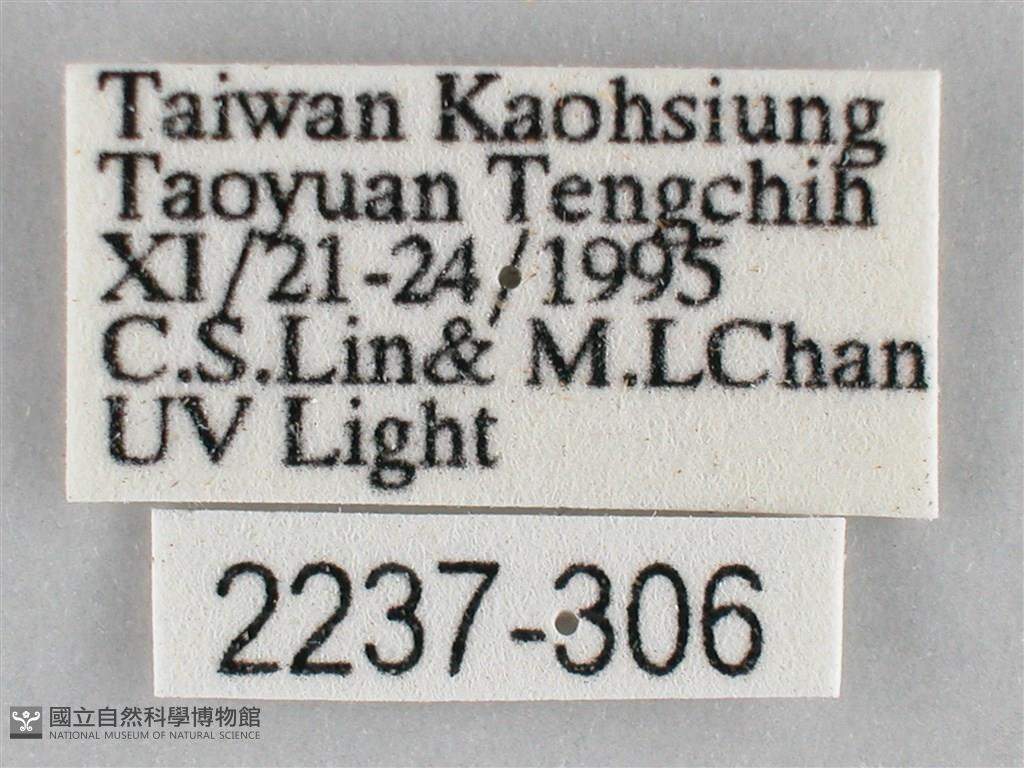 Taiwan Kaohsiung
Taoyuan Tengchih
XI/21-24/1995
C.S.Lin& M.LChan
UV Light
2237-306
國立自然科學博物館
NATIONAL MUSEUM OF NATURAL SCIENCE